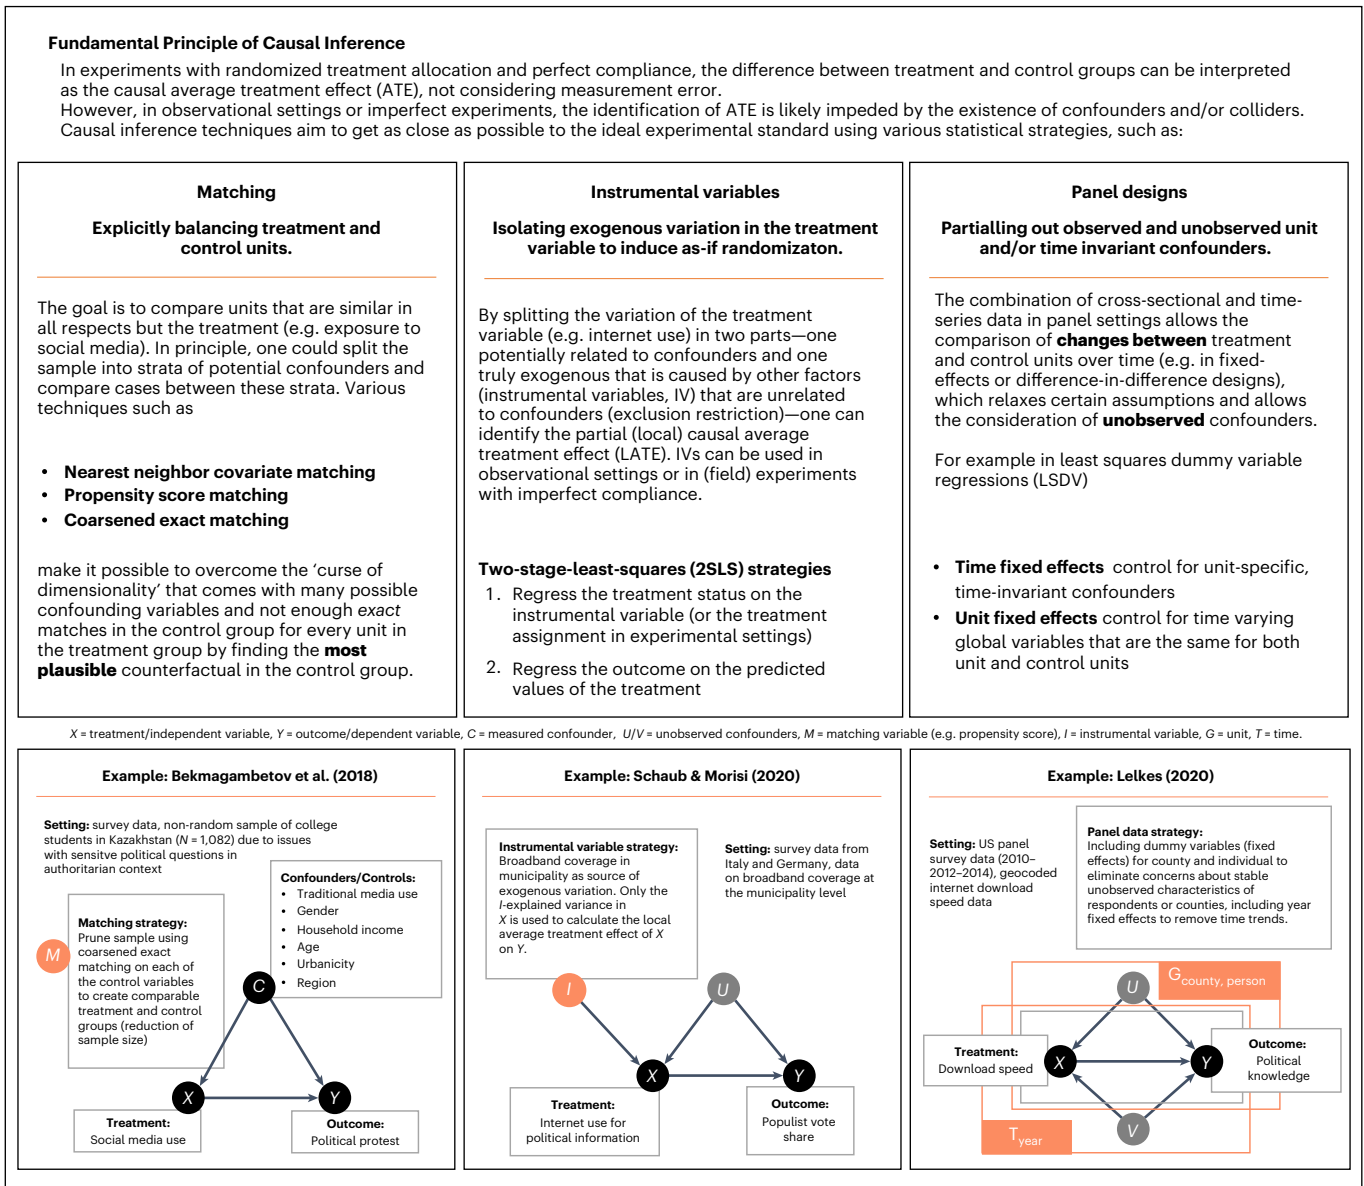 Fundamental Principle of Causal Inference
In experiments with randomized treatment allocation and perfect compliance, the difference between treatment and control groups can be interpreted
as the causal average treatment effect (ATE), not considering measurement error.
However, in observational settings or imperfect experiments, the identification of ATE is likely impeded by the existence of confounders and/or colliders.
Causal inference techniques aim to get as close as possible to the ideal experimental standard using various statistical strategies, such as:
Matching
Explicitly balancing treatment and
control units.
The goal is to compare units that are similar in
all respects but the treatment (e.g. exposure to
social media). In principle, one could split the
sample into strata of potential confounders and
compare cases between these strata. Various
techniques such as
• Nearest neighbor covariate matching
• Propensity score matching
• Coarsened exact matching
make it possible to overcome the ‘curse of
dimensionality’ that comes with many possible
confounding variables and not enough exact
matches in the control group for every unit in
the treatment group by finding the most
plausible counterfactual in the control group.
Instrumental variables
Isolating exogenous variation in the treatment
variable to induce as-if randomizaton.
By splitting the variation of the treatment
variable (e.g. internet use) in two parts—one
potentially related to confounders and one
truly exogenous that is caused by other factors
(instrumental variables, IV) that are unrelated
to confounders (exclusion restriction)—one can
identify the partial (local) causal average
treatment effect (LATE). IVs can be used in
observational settings or in (field) experiments
with imperfect compliance.
Two-stage-least-squares (2SLS) strategies
1. Regress the treatment status on the
instrumental variable (or the treatment
assignment in experimental settings)
2. Regress the outcome on the predicted
values of the treatment
Panel designs
Partialling out observed and unobserved unit
and/or time invariant confounders.
The combination of cross-sectional and time-
series data in panel settings allows the
comparison of changes between treatment
and control units over time (e.g. in fixed-
effects or difference-in-difference designs),
which relaxes certain assumptions and allows
the consideration of unobserved confounders.
For example in least squares dummy variable
regressions (LSDV)
• Time fixed effects control for unit-specific,
time-invariant confounders
• Unit fixed effects control for time varying
global variables that are the same for both
unit and control units
X = treatment/independent variable, Y = outcome/dependent variable, C = measured confounder, U/V = unobserved confounders, M = matching variable (e.g. propensity score), I = instrumental variable, G = unit, T = time.
Example: Bekmagambetov et al. (2018)
Setting: survey data, non-random sample of college
students in Kazakhstan (N = 1,082) due to issues
with sensitve political questions in
authoritarian context
Confounders/Controls:
• Traditional media use
• Gender
• Household income
• Age
• Urbanicity
• Region
M
Matching strategy:
Prune sample using
coarsened exact
matching on each of
the control variables
to create comparable
treatment and control
groups (reduction of
sample size)
C
X
Y
Treatment:
Social media use
Outcome:
Political protest
Example: Schaub & Morisi (2020)
Instrumental variable strategy:
Broadband coverage in
municipality as source of
exogenous variation. Only the
I-explained variance in
X is used to calculate the local
average treatment effect of X
on Y.
Setting: survey data from
Italy and Germany, data
on broadband coverage at
the municipality level
I
U
X
Y
Treatment:
Internet use for
political information
Outcome:
Populist vote
share
Example: Lelkes (2020)
Setting: US panel
survey data (2010–
2012–2014), geocoded
internet download
speed data
Panel data strategy:
Including dummy variables (fixed
effects) for county and individual to
eliminate concerns about stable
unobserved characteristics of
respondents or counties, including year
fixed effects to remove time trends.
U
Gcounty, person
Treatment:
Download speed
X
Y
Outcome:
Political
knowledge
Tyear
V